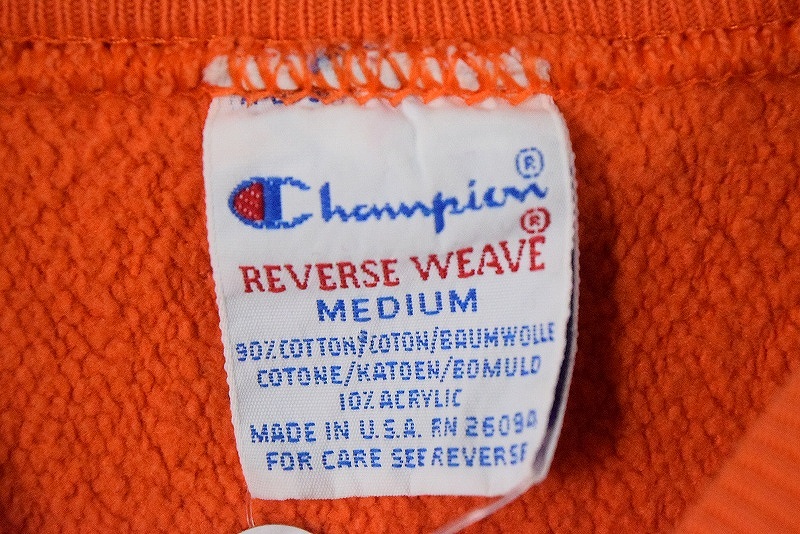 Champion®
REVERSE WEAVE®
MEDIUM
90% COTTON/COTON/BAUMWOLLE
COTONE/KATOEN/BOMULD
10% ACRYLIC
MADE IN U.S.A. RN 26094
FOR CARE SEE REVERSE